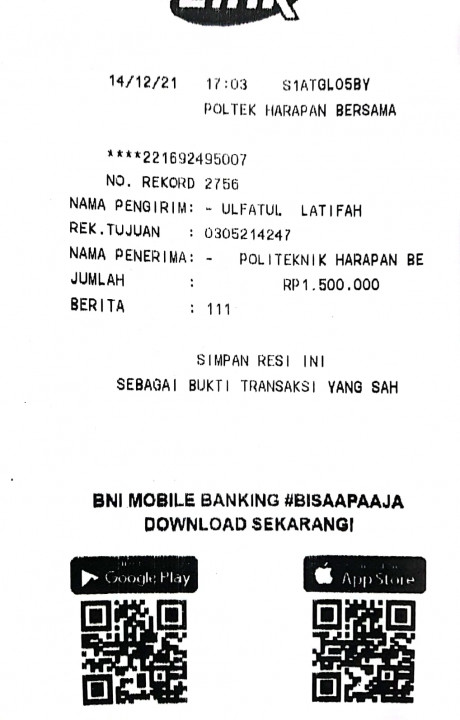 14/12/21 17:03 S1ATGL05BY
POLTEK HARAPAN BERSAMA
****221692495007
NO. REKORD 2756
NAMA PENGIRIM: - ULFATUL LATIFAH
REK.TUJUAN : 0305214247
NAMA PENERIMA: - POLITEKNIK HARAPAN BE
JUMLAH : RP1.500.000
BERITA : 111
SIMPAN RESI INI
SEBAGAI BUKTI TRANSAKSI YANG SAH
BNI MOBILE BANKING #BISAAPAAJA
DOWNLOAD SEKARANG!
Google Play App Store